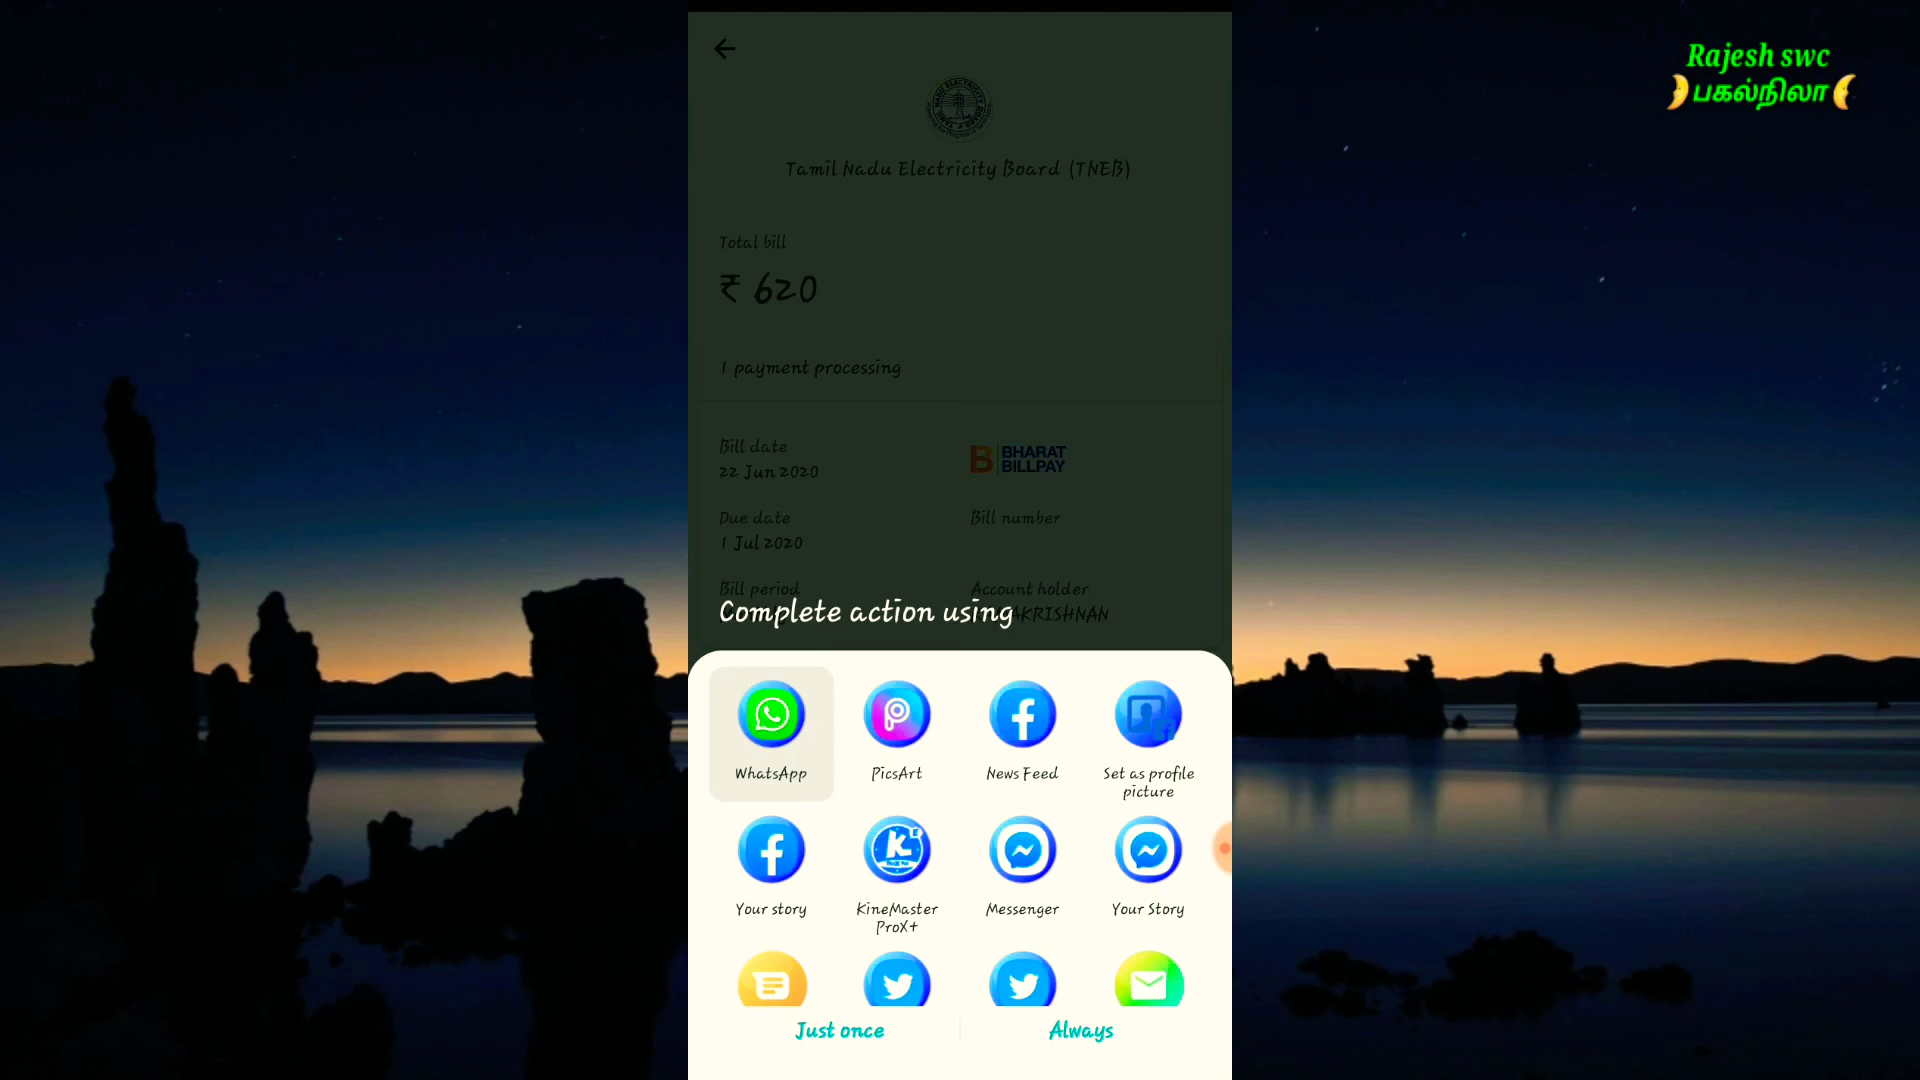 Rajesh swc
பகல்நிலா
Tamil Nadu Electricity Board (TNEB)
Total bill
₹ 620
1 payment processing
Bill date
22 Jun 2020
BHARAT
BILLPAY
Due date
1 Jul 2020
Bill number
Bill period
Account holder
Complete action using
WhatsApp
PicsArt
News Feed
Set as profile
picture
Your story
KineMaster
ProX+
Messenger
Your Story
Just once
Always